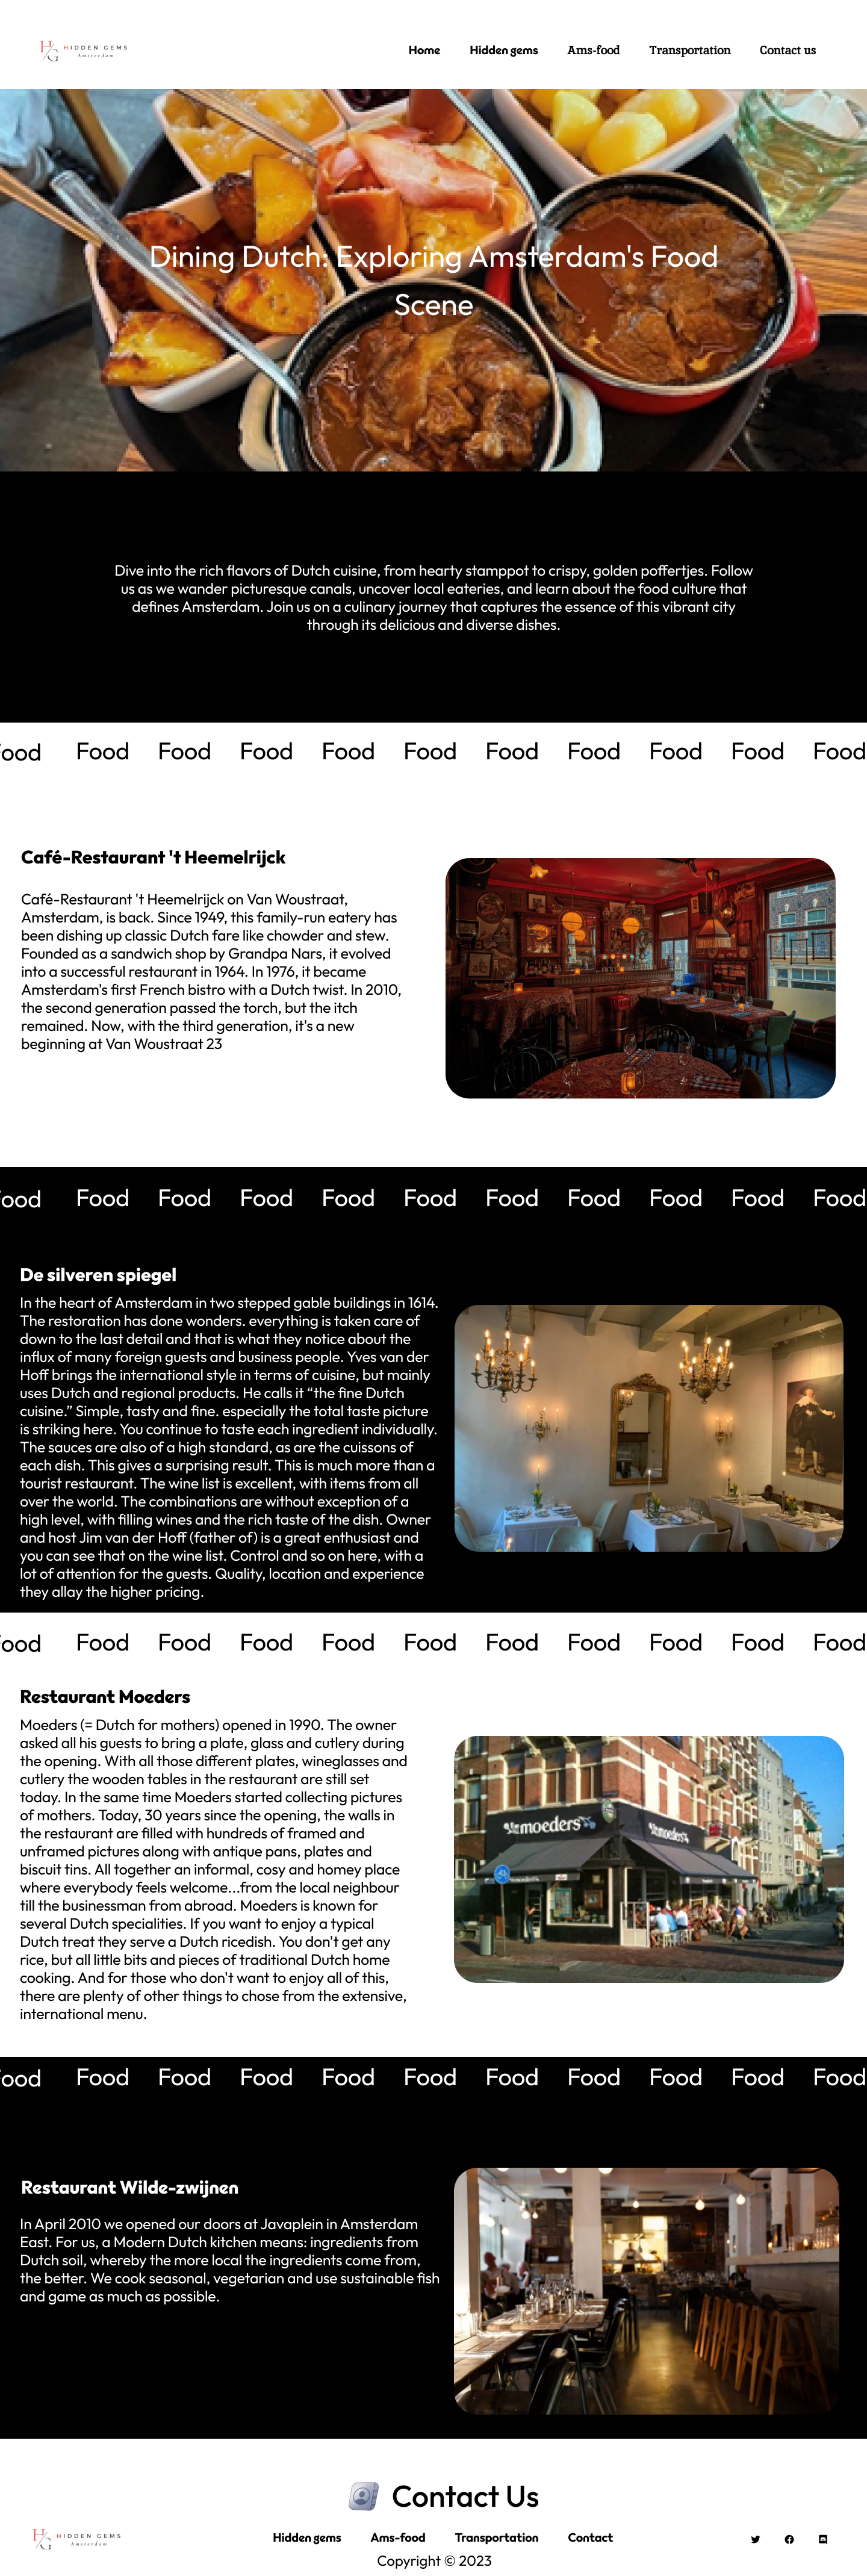 HIDDEN GEMS
Amsterdam
Home Hidden gems Ams-food Transportation Contact us
Dining Dutch: Exploring Amsterdam's Food
Scene
Dive into the rich flavors of Dutch cuisine, from hearty stamppot to crispy, golden poffertjes. Follow
us as we wander picturesque canals, uncover local eateries, and learn about the food culture that
defines Amsterdam. Join us on a culinary journey that captures the essence of this vibrant city
through its delicious and diverse dishes.
ood Food Food Food Food Food Food Food Food Food Food
Café-Restaurant 't Heemelrijck
Café-Restaurant 't Heemelrijck on Van Woustraat,
Amsterdam, is back. Since 1949, this family-run eatery has
been dishing up classic Dutch fare like chowder and stew.
Founded as a sandwich shop by Grandpa Nars, it evolved
into a successful restaurant in 1964. In 1976, it became
Amsterdam's first French bistro with a Dutch twist. In 2010,
the second generation passed the torch, but the itch
remained. Now, with the third generation, it's a new
beginning at Van Woustraat 23
ood Food Food Food Food Food Food Food Food Food Food
De silveren spiegel
In the heart of Amsterdam in two stepped gable buildings in 1614.
The restoration has done wonders. everything is taken care of
down to the last detail and that is what they notice about the
influx of many foreign guests and business people. Yves van der
Hoff brings the international style in terms of cuisine, but mainly
uses Dutch and regional products. He calls it “the fine Dutch
cuisine.” Simple, tasty and fine. especially the total taste picture
is striking here. You continue to taste each ingredient individually.
The sauces are also of a high standard, as are the cuissons of
each dish. This gives a surprising result. This is much more than a
tourist restaurant. The wine list is excellent, with items from all
over the world. The combinations are without exception of a
high level, with filling wines and the rich taste of the dish. Owner
and host Jim van der Hoff (father of) is a great enthusiast and
you can see that on the wine list. Control and so on here, with a
lot of attention for the guests. Quality, location and experience
they allay the higher pricing.
ood Food Food Food Food Food Food Food Food Food Food
Restaurant Moeders
Moeders (= Dutch for mothers) opened in 1990. The owner
asked all his guests to bring a plate, glass and cutlery during
the opening. With all those different plates, wineglasses and
cutlery the wooden tables in the restaurant are still set
today. In the same time Moeders started collecting pictures
of mothers. Today, 30 years since the opening, the walls in
the restaurant are filled with hundreds of framed and
unframed pictures along with antique pans, plates and
biscuit tins. All together an informal, cosy and homey place
where everybody feels welcome...from the local neighbour
till the businessman from abroad. Moeders is known for
several Dutch specialities. If you want to enjoy a typical
Dutch treat they serve a Dutch ricedish. You don't get any
rice, but all little bits and pieces of traditional Dutch home
cooking. And for those who don't want to enjoy all of this,
there are plenty of other things to chose from the extensive,
international menu.
moeders moeders
ood Food Food Food Food Food Food Food Food Food Food
Restaurant Wilde-zwijnen
In April 2010 we opened our doors at Javaplein in Amsterdam
East. For us, a Modern Dutch kitchen means: ingredients from
Dutch soil, whereby the more local the ingredients come from,
the better. We cook seasonal, vegetarian and use sustainable fish
and game as much as possible.
Contact Us
HIDDEN GEMS
Amsterdam
Hidden gems Ams-food Transportation Contact
Copyright © 2023